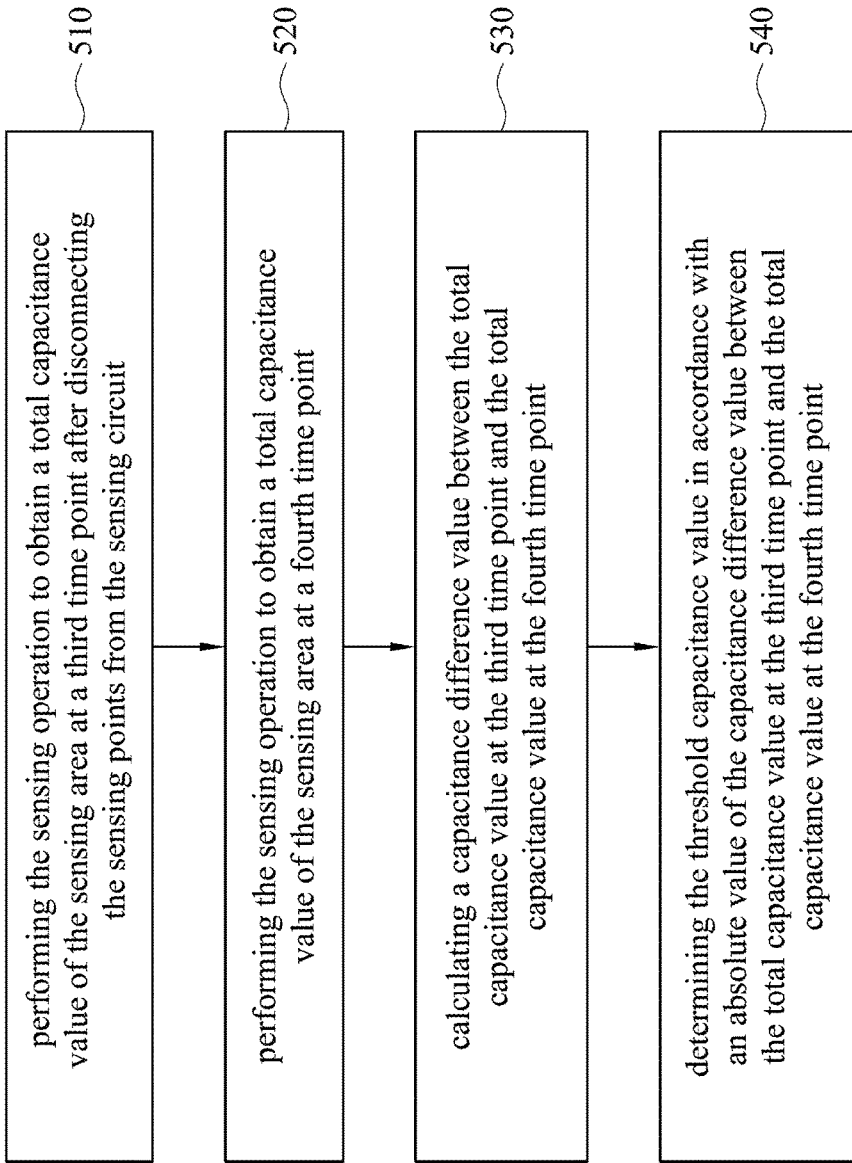 performing the sensing operation to obtain a total capacitance
value of the sensing area at a third time point after disconnecting
the sensing points from the sensing circuit
510
performing the sensing operation to obtain a total capacitance
value of the sensing area at a fourth time point
520
calculating a capacitance difference value between the total
capacitance value at the third time point and the total
capacitance value at the fourth time point
530
determining the threshold capacitance value in accordance with
an absolute value of the capacitance difference value between
the total capacitance value at the third time point and the total
capacitance value at the fourth time point
540